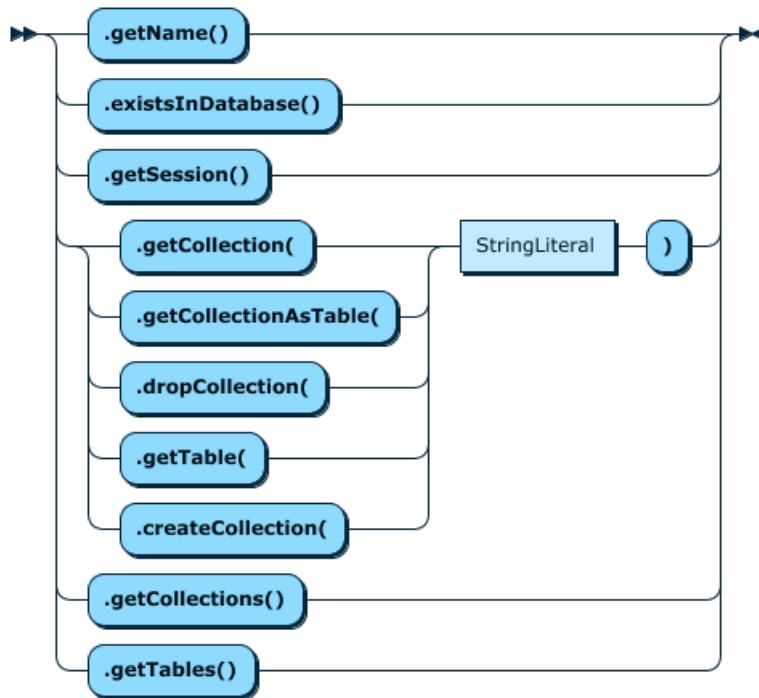 .getName()
.existsInDatabase()
.getSession()
.getCollection( StringLiteral )
.getCollectionAsTable(
.dropCollection(
.getTable(
.createCollection(
.getCollections()
.getTables()